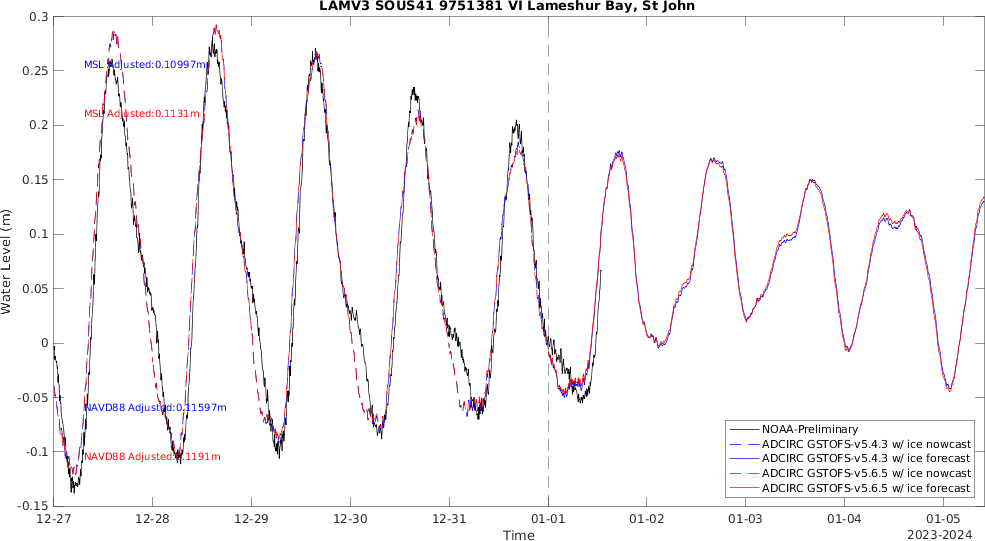 LAMV3 SOUS41 9751381 VI Lameshur Bay, St John
0.3
0.25
0.2
0.15
0.1
0.05
0
-0.05
-0.1
-0.15
Water Level (m)
MSL Adjusted:0.10997m
MSL Adjusted:0.1131m
NAVD88 Adjusted:0.11597m
NAVD88 Adjusted:0.1191m
NOAA-Preliminary
ADCIRC GSTOFS-v5.4.3 w/ ice nowcast
ADCIRC GSTOFS-v5.4.3 w/ ice forecast
ADCIRC GSTOFS-v5.6.5 w/ ice nowcast
ADCIRC GSTOFS-v5.6.5 w/ ice forecast
12-27 12-28 12-29 12-30 12-31 01-01 01-02 01-03 01-04 01-05
Time
2023-2024